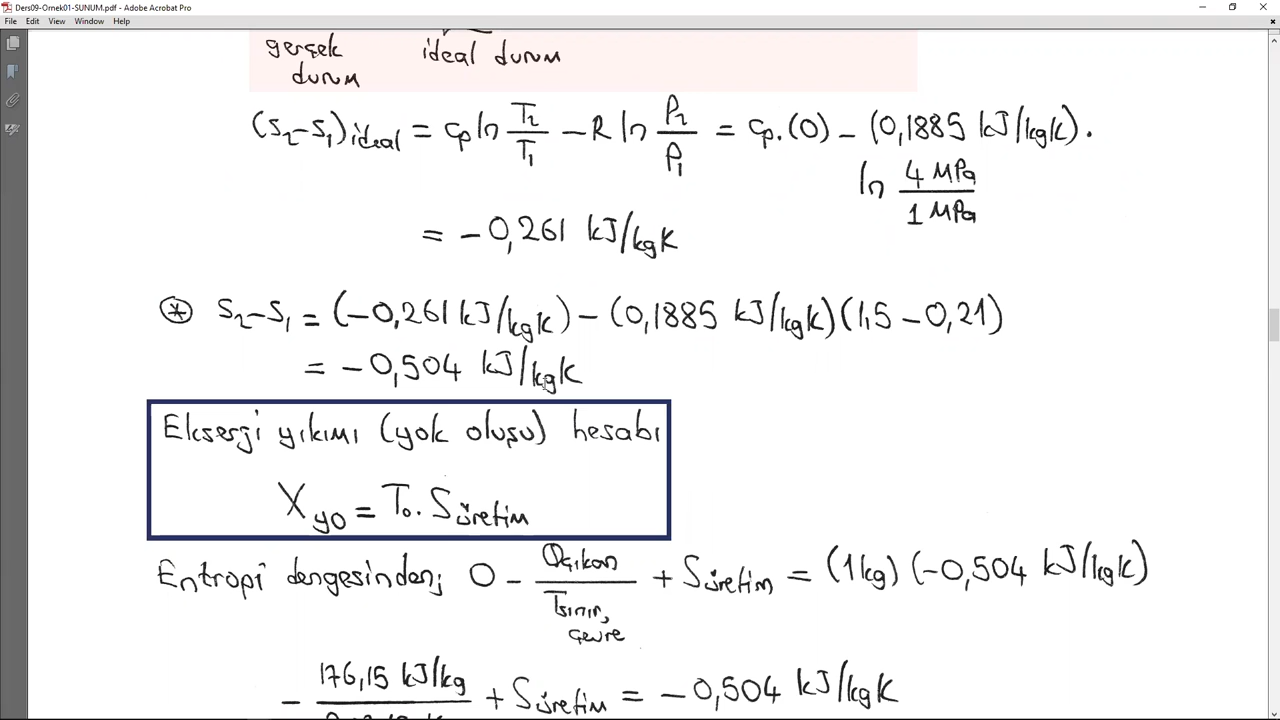 Ders09-Ornek01-SUNUM.pdf - Adobe Acrobat Pro
File Edit View Window Help
gerçek ideal durum
durum
(s₂-s₁)ideal = cp ln T₂/T₁ - R ln P₂/P₁ = cp.(0) - (0,1885 kJ/kgK).
ln 4 MPa/1 MPa
= -0,261 kJ/kgK
* s₂-s₁ = (-0,261 kJ/kgK) - (0,1885 kJ/kgK)(1,5 - 0,21)
= -0,504 kJ/kgK
Ekserji yıkımı (yok oluşu) hesabı
Xyo = T₀. Süretim
Entropi dengesinden; 0 - Qçıkan/Tsınır, çevre + Süretim = (1kg) (-0,504 kJ/kgK)
- 176,15 kJ/kg + Süretim = -0,504 kJ/kgK